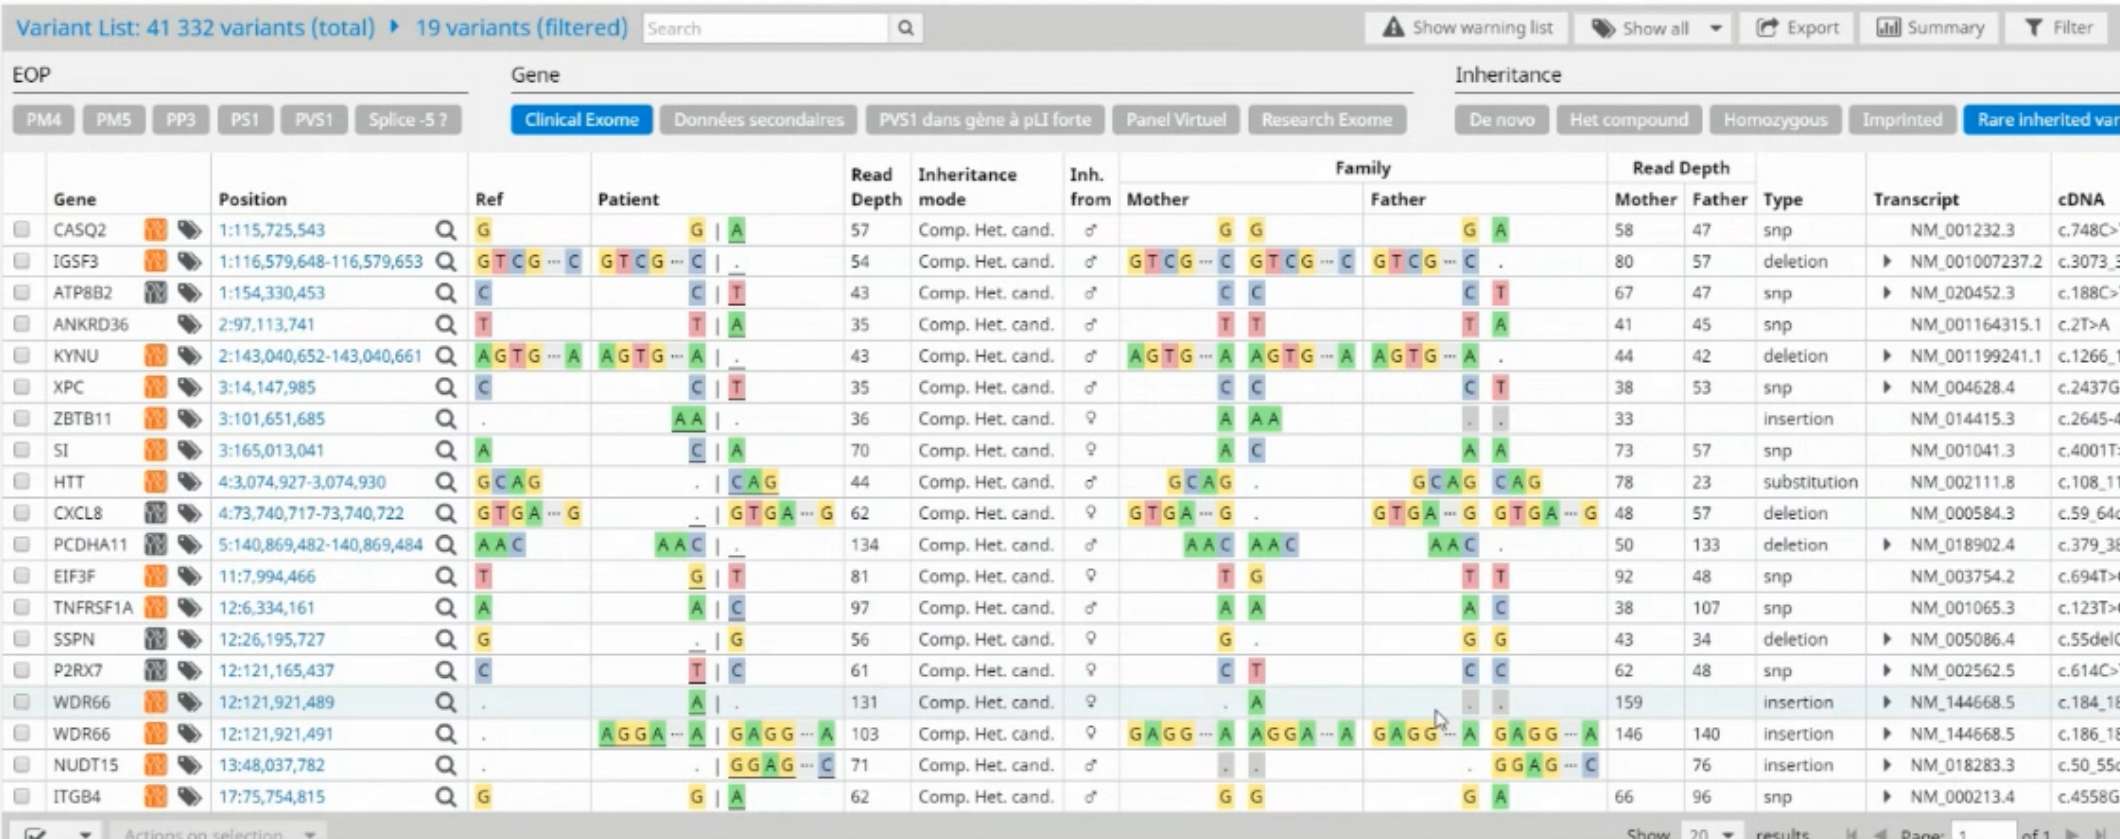 Variant List: 41 332 variants (total) 19 variants (filtered) Search Show warning list Show all Export Summary Filter
EOP Gene Inheritance
PM4 PM5 PP3 PS1 PVS1 Splice -5 ? Clinical Exome Données secondaires PVS1 dans gène à pLI forte Panel Virtuel Research Exome De novo Het compound Homozygous Imprinted Rare inherited var
Family Read Depth
Gene Position Ref Patient Read Depth Inheritance mode Inh. from Mother Father Mother Father Type Transcript cDNA
CASQ2 1:115,725,543 G G | A 57 Comp. Het. cand. ♂ G G G A 58 47 snp NM_001232.3 c.748C>
IGSF3 1:116,579,648-116,579,653 GTCG ··· C GTCG ··· C | . 54 Comp. Het. cand. ♂ GTCG ··· C GTCG ··· C GTCG ··· C . 80 57 deletion NM_001007237.2 c.3073_3
ATP8B2 1:154,330,453 C C | T 43 Comp. Het. cand. ♂ C C C T 67 47 snp NM_020452.3 c.188C>
ANKRD36 2:97,113,741 T T | A 35 Comp. Het. cand. ♂ T T T A 41 45 snp NM_001164315.1 c.2T>A
KYNU 2:143,040,652-143,040,661 AGTG ··· A AGTG ··· A | . 43 Comp. Het. cand. ♂ AGTG ··· A AGTG ··· A AGTG ··· A . 44 42 deletion NM_001199241.1 c.1266_1
XPC 3:14,147,985 C C | T 35 Comp. Het. cand. ♂ C C C T 38 53 snp NM_004628.4 c.2437G
ZBTB11 3:101,651,685 . AA | . 36 Comp. Het. cand. ♀ A AA . . 33 insertion NM_014415.3 c.2645-4
SI 3:165,013,041 A C | A 70 Comp. Het. cand. ♀ A C A A 73 57 snp NM_001041.3 c.4001T>
HTT 4:3,074,927-3,074,930 GCAG . | CAG 44 Comp. Het. cand. ♂ GCAG . GCAG CAG 78 23 substitution NM_002111.8 c.108_11
CXCL8 4:73,740,717-73,740,722 GTGA ··· G . | GTGA ··· G 62 Comp. Het. cand. ♀ GTGA ··· G . GTGA ··· G GTGA ··· G 48 57 deletion NM_000584.3 c.59_64
PCDHA11 5:140,869,482-140,869,484 AAC AAC | . 134 Comp. Het. cand. ♂ AAC AAC AAC . 50 133 deletion NM_018902.4 c.379_38
EIF3F 11:7,994,466 T G | T 81 Comp. Het. cand. ♀ T G T T 92 48 snp NM_003754.2 c.694T>
TNFRSF1A 12:6,334,161 A A | C 97 Comp. Het. cand. ♂ A A A C 38 107 snp NM_001065.3 c.123T>
SSPN 12:26,195,727 G . | G 56 Comp. Het. cand. ♀ G . G G 43 34 deletion NM_005086.4 c.55del
P2RX7 12:121,165,437 C T | C 61 Comp. Het. cand. ♀ C T C C 62 48 snp NM_002562.5 c.614C>
WDR66 12:121,921,489 . A | . 131 Comp. Het. cand. ♀ . A . . 159 insertion NM_144668.5 c.184_18
WDR66 12:121,921,491 . AGGA ··· A | GAGG ··· A 103 Comp. Het. cand. ♀ GAGG ··· A AGGA ··· A GAGG ··· A GAGG ··· A 146 140 insertion NM_144668.5 c.186_18
NUDT15 13:48,037,782 . . | GGAG ··· C 71 Comp. Het. cand. ♂ . . . GGAG ··· C 76 insertion NM_018283.3 c.50_55
ITGB4 17:75,754,815 G G | A 62 Comp. Het. cand. ♂ G G G A 66 96 snp NM_000213.4 c.4558G
Actions on selection Show 20 results Page: 1 of 1